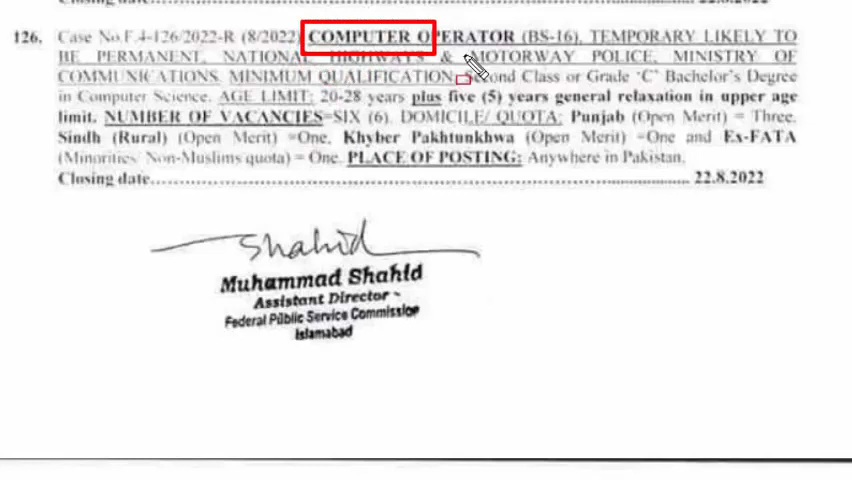 Closing date 22.8.2022
126. Case No.F.4-126/2022-R (8/2022) COMPUTER OPERATOR (BS-16), TEMPORARY LIKELY TO
BE PERMANENT, NATIONAL HIGHWAYS & MOTORWAY POLICE, MINISTRY OF
COMMUNICATIONS. MINIMUM QUALIFICATION: Second Class or Grade 'C' Bachelor's Degree
in Computer Science. AGE LIMIT: 20-28 years plus five (5) years general relaxation in upper age
limit. NUMBER OF VACANCIES=SIX (6). DOMICILE/ QUOTA: Punjab (Open Merit) = Three,
Sindh (Rural) (Open Merit) =One, Khyber Pakhtunkhwa (Open Merit) =One and Ex-FATA
(Minorities/ Non-Muslims quota) = One. PLACE OF POSTING: Anywhere in Pakistan.
Closing date........................................................................................................... 22.8.2022
Shahid
Muhammad Shahid
Assistant Director -
Federal Public Service Commission
Islamabad